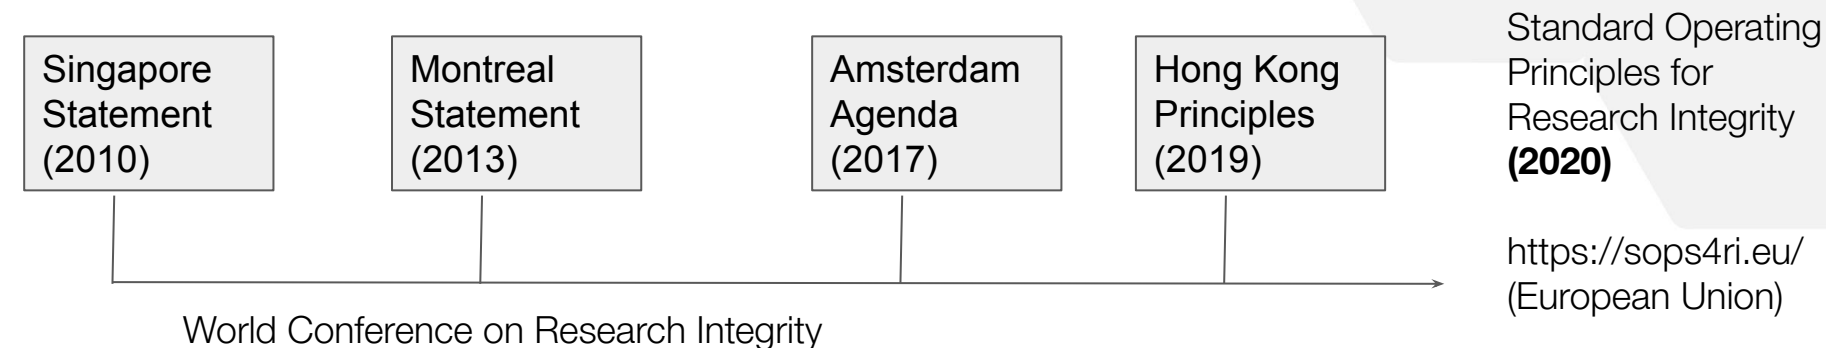 Singapore
Statement
(2010)
Montreal
Statement
(2013)
Amsterdam
Agenda
(2017)
Hong Kong
Principles
(2019)
Standard Operating
Principles for
Research Integrity
(2020)
https://sops4ri.eu/
(European Union)
World Conference on Research Integrity